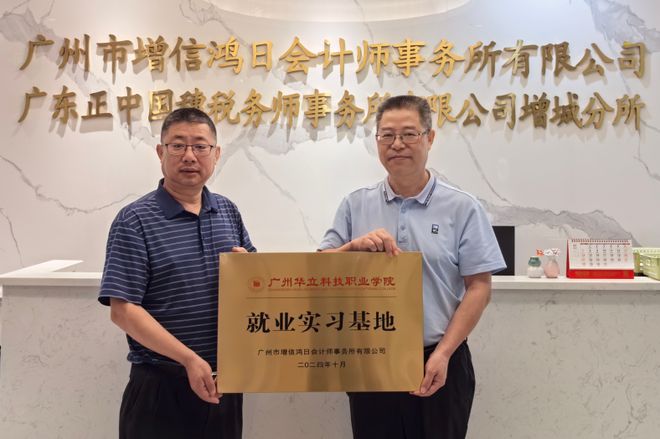 广州市增信鸿日会计师事务所有限公司
广东正中国穗税务师事务所有限公司增城分所
广州华立科技职业学院
就业实习基地
广州市增信鸿日会计师事务所有限公司
二〇二四年十月